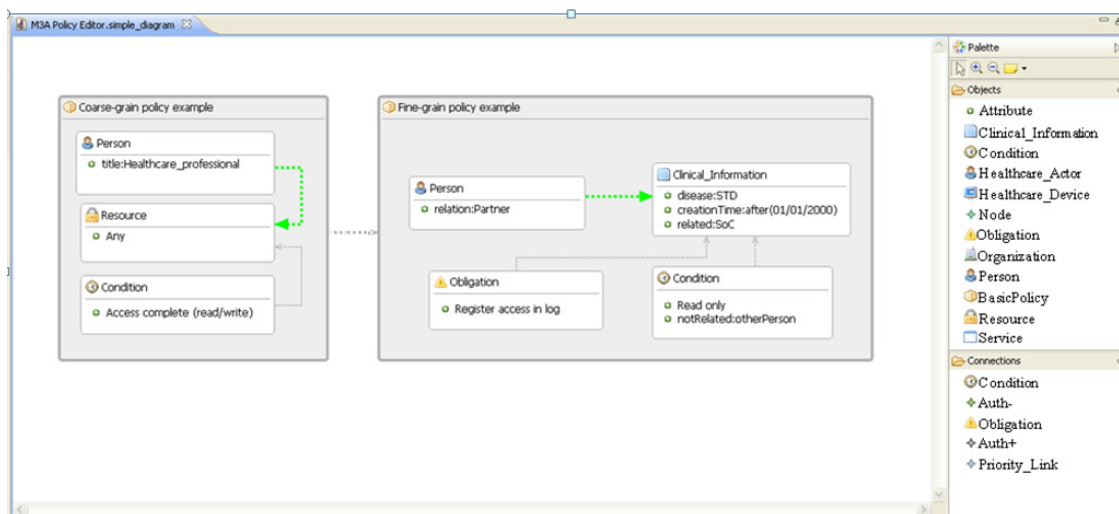 M3A Policy Editor.simple_diagram
Coarse-grain policy example
Person
title:Healthcare_professional
Resource
Any
Condition
Access complete (read/write)
Fine-grain policy example
Person
relation:Partner
Clinical_Information
disease:STD
creationTime:after(01/01/2000)
related:SoC
Obligation
Register access in log
Condition
Read only
notRelated:otherPerson
Palette
Objects
Attribute
Clinical_Information
Condition
Healthcare_Actor
Healthcare_Device
Node
Obligation
Organization
Person
BasicPolicy
Resource
Service
Connections
Condition
Auth-
Obligation
Auth+
Priority_Link